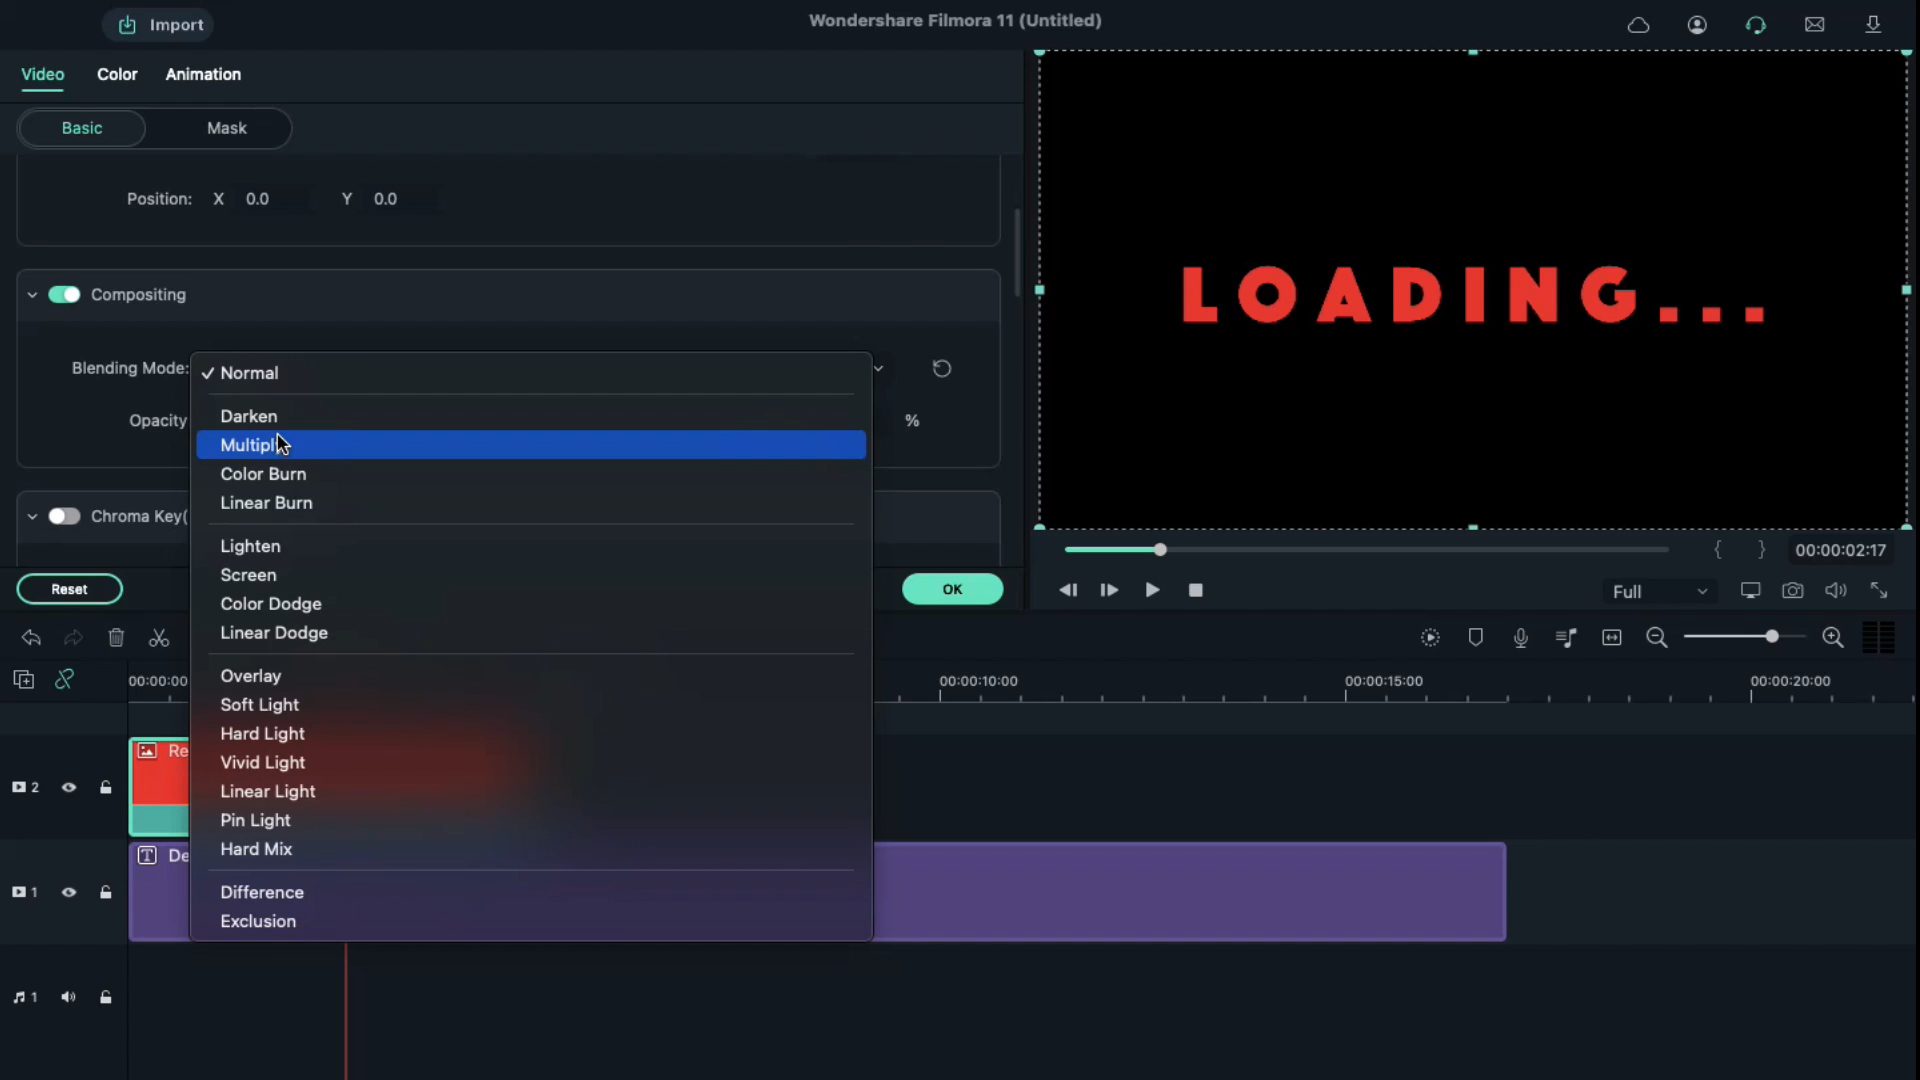 Import
Wondershare Filmora 11 (Untitled)
Video Color Animation
Basic Mask
Position: X 0.0 Y 0.0
Compositing
Blending Mode:
Normal
Opacity
%
Darken
Color Burn
Linear Burn
Chroma Key(
Lighten
Screen
Color Dodge
Linear Dodge
Overlay
Soft Light
Hard Light
Vivid Light
Linear Light
Pin Light
Hard Mix
Difference
Exclusion
Reset
OK
LOADING...
{ } 00:00:02:17
Full
00:00:00 00:00:10:00 00:00:15:00 00:00:20:00
2
Re
1
De
1